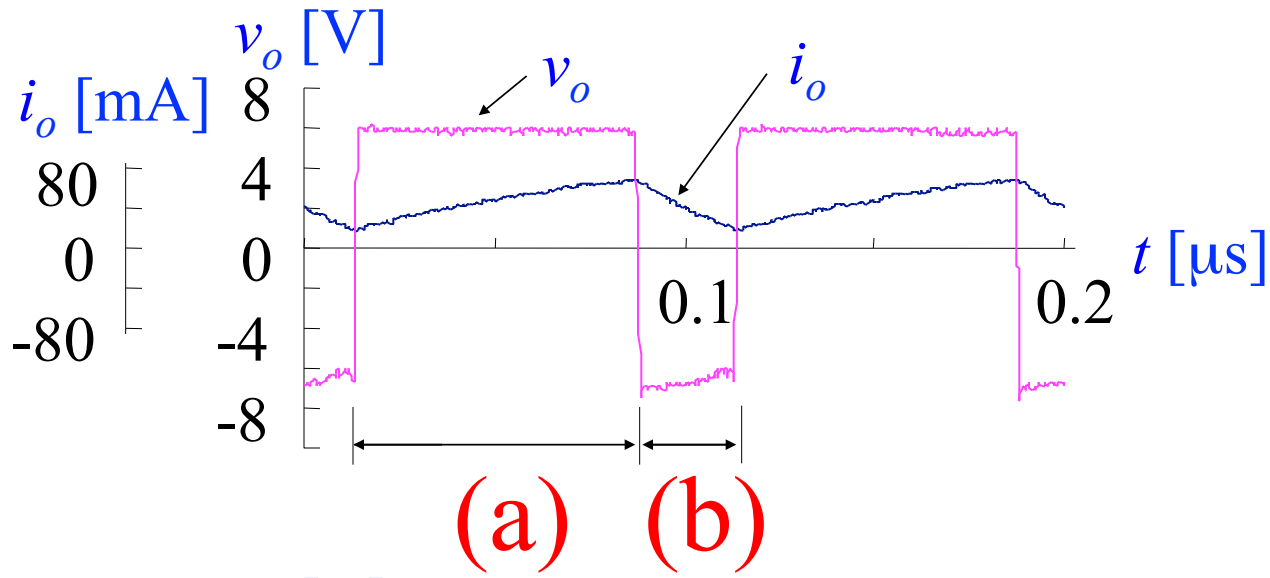 v_o [V]
i_o [mA]
v_o
i_o
8
4
0
-4
-8
80
0
-80
0.1
0.2
t [μs]
(a)
(b)